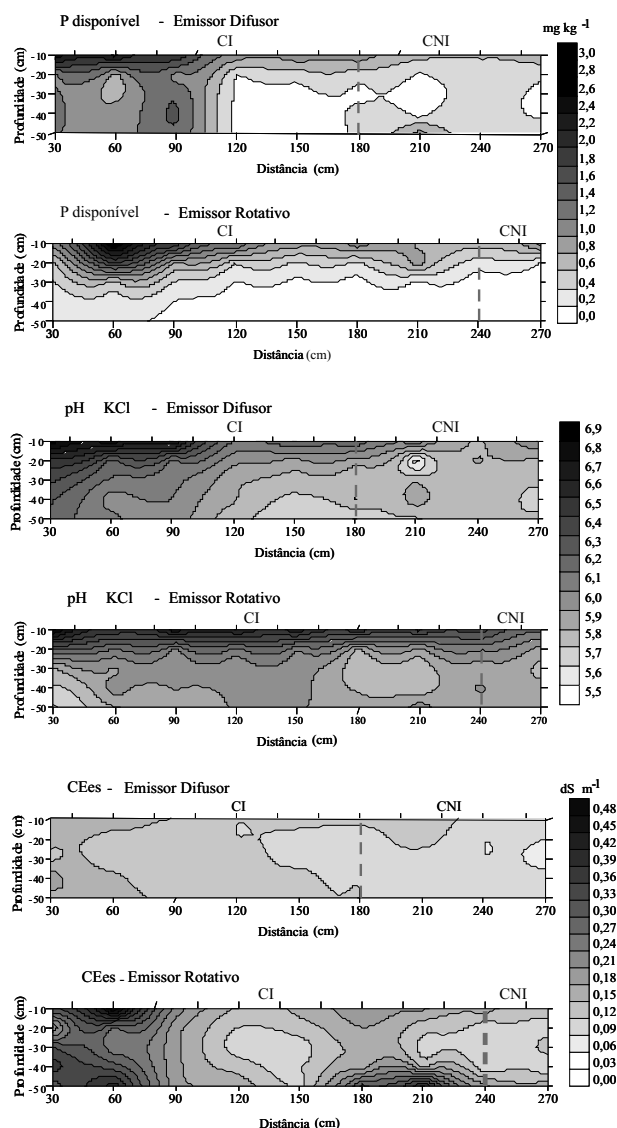 P disponível - Emissor Difusor
mg kg -1
CI CNI
Profundidade (cm)
-10
-20
-30
-40
-50
30 60 90 120 150 180 210 240 270
Distância (cm)
3,0
2,8
2,6
2,4
2,2
2,0
1,8
1,6
1,4
1,2
1,0
0,8
0,6
0,4
0,2
0,0
P disponível - Emissor Rotativo
CI CNI
Profundidade (cm)
-10
-20
-30
-40
-50
30 60 90 120 150 180 210 240 270
Distância (cm)
pH KCl - Emissor Difusor
CI CNI
Profundidade (cm)
-10
-20
-30
-40
-50
30 60 90 120 150 180 210 240 270
Distância (cm)
6,9
6,8
6,7
6,6
6,5
6,4
6,3
6,2
6,1
6,0
5,9
5,8
5,7
5,6
5,5
pH KCl - Emissor Rotativo
CI CNI
Profundidade (cm)
-10
-20
-30
-40
-50
30 60 90 120 150 180 210 240 270
Distância (cm)
CEes - Emissor Difusor
dS m-1
CI CNI
Profundidade (cm)
-10
-20
-30
-40
-50
30 60 90 120 150 180 210 240 270
Distância (cm)
0,48
0,45
0,42
0,39
0,36
0,33
0,30
0,27
0,24
0,21
0,18
0,15
0,12
0,09
0,06
0,03
0,00
CEes - Emissor Rotativo
CI CNI
Profundidade (cm)
-10
-20
-30
-40
-50
30 60 90 120 150 180 210 240 270
Distância (cm)